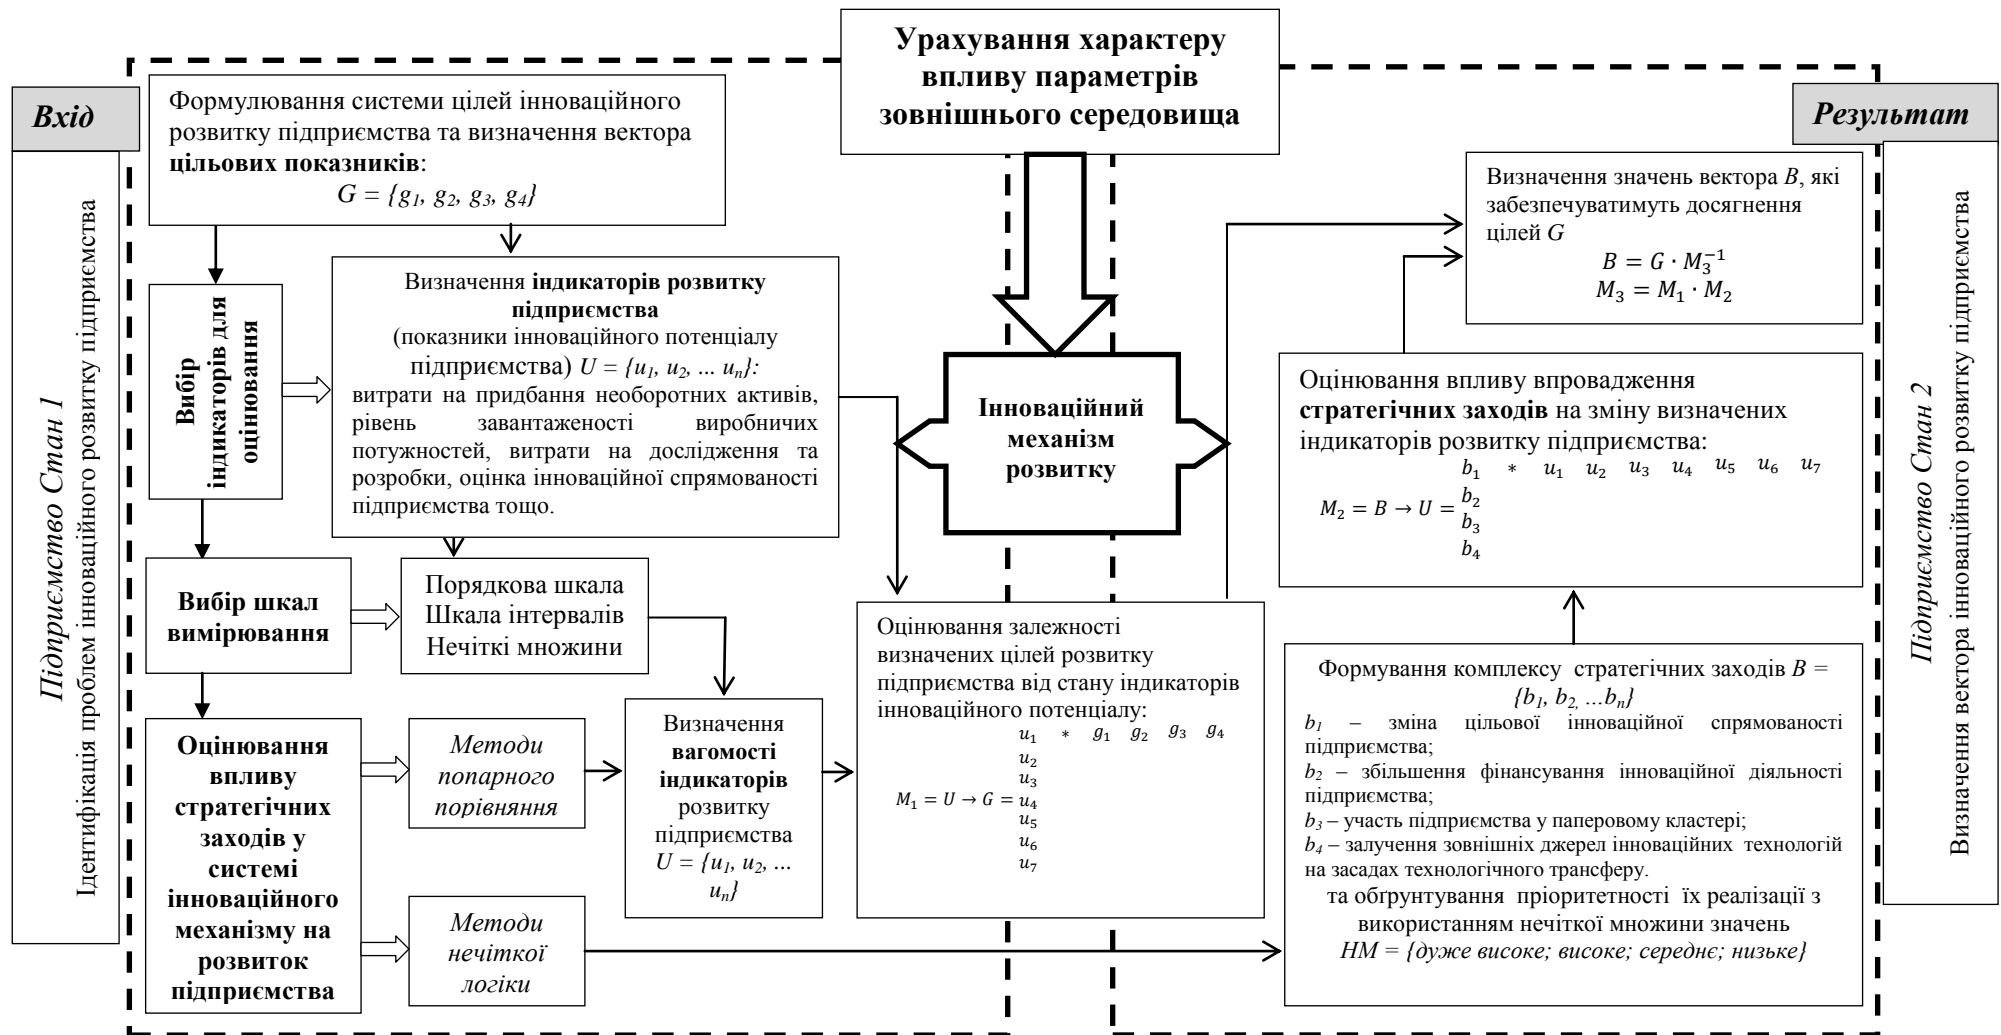 Урахування характеру
впливу параметрів
зовнішнього середовища
Вхід
Підприємство Стан 1
Ідентифікація проблем інноваційного розвитку підприємства
Формулювання системи цілей інноваційного
розвитку підприємства та визначення вектора
цільових показників:
G = {g₁, g₂, g₃, g₄}
Вибір
індикаторів для
оцінювання
Визначення індикаторів розвитку
підприємства
(показники інноваційного потенціалу
підприємства) U = {u₁, u₂, ... uₙ}:
витрати на придбання необоротних активів,
рівень завантаженості виробничих
потужностей, витрати на дослідження та
розробки, оцінка інноваційної спрямованості
підприємства тощо.
Вибір шкал
вимірювання
Порядкова шкала
Шкала інтервалів
Нечіткі множини
Оцінювання
впливу
стратегічних
заходів у
системі
інноваційного
механізму на
розвиток
підприємства
Методи
попарного
порівняння
Методи
нечіткої
логіки
Визначення
вагомості
індикаторів
розвитку
підприємства
U = {u₁, u₂, ...
uₙ}
Інноваційний
механізм
розвитку
Оцінювання залежності
визначених цілей розвитку
підприємства від стану індикаторів
інноваційного потенціалу:
u₁ * g₁ g₂ g₃ g₄
u₂
u₃
M₁ = U → G = u₄
u₅
u₆
u₇
Визначення значень вектора B, які
забезпечуватимуть досягнення
цілей G
B = G · M₃⁻¹
M₃ = M₁ · M₂
Оцінювання впливу впровадження
стратегічних заходів на зміну визначених
індикаторів розвитку підприємства:
b₁ * u₁ u₂ u₃ u₄ u₅ u₆ u₇
M₂ = B → U = b₂
b₃
b₄
Формування комплексу стратегічних заходів B =
{b₁, b₂, ...bₙ}
b₁ – зміна цільової інноваційної спрямованості
підприємства;
b₂ – збільшення фінансування інноваційної діяльності
підприємства;
b₃ – участь підприємства у паперовому кластері;
b₄ – залучення зовнішніх джерел інноваційних технологій
на засадах технологічного трансферу.
та обґрунтування пріоритетності їх реалізації з
використанням нечіткої множини значень
НМ = {дуже високе; високе; середнє; низьке}
Результат
Підприємство Стан 2
Визначення вектора інноваційного розвитку підприємства